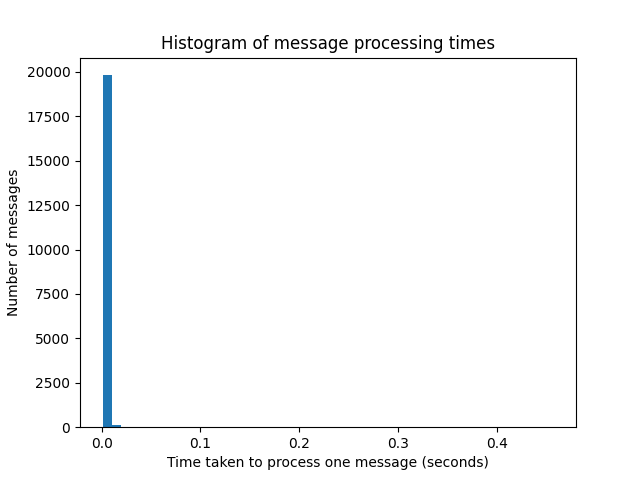 Histogram of message processing times
20000
17500
15000
12500
10000
7500
5000
2500
0
Number of messages
0.0 0.1 0.2 0.3 0.4
Time taken to process one message (seconds)